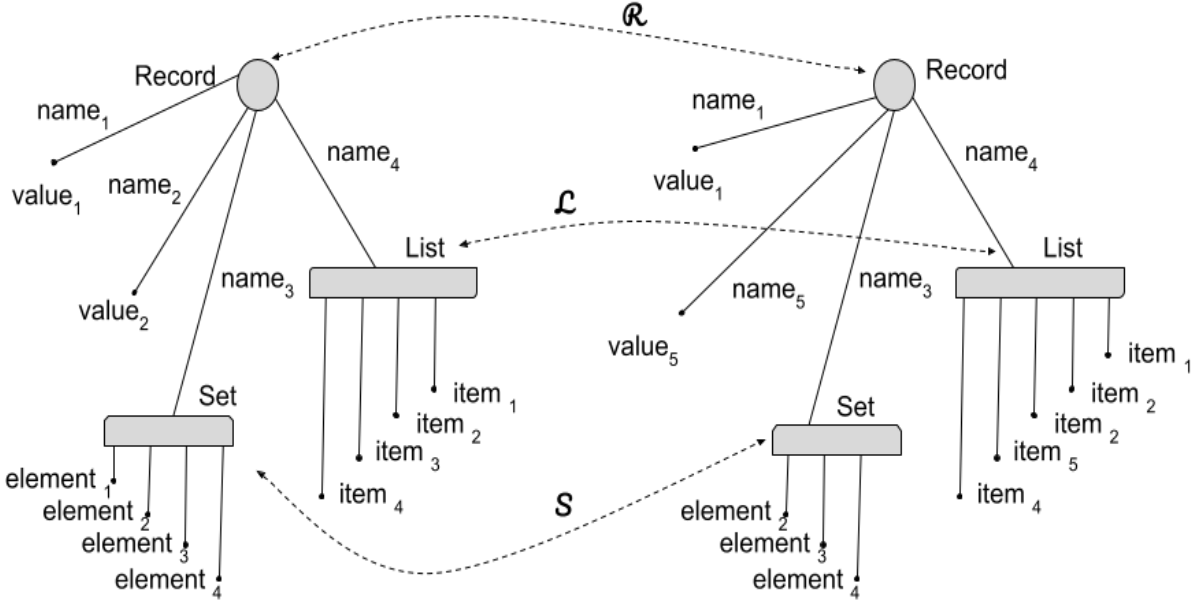 ℛ
Record
name₁
value₁
name₂
value₂
name₃
name₄
List
item ₁
item ₂
item ₃
item ₄
Set
element ₁
element ₂
element ₃
element ₄
ℒ
S
Record
name₁
value₁
name₅
value₅
name₃
name₄
List
item ₁
item ₂
item ₂
item ₅
item ₄
Set
element ₂
element ₃
element ₄